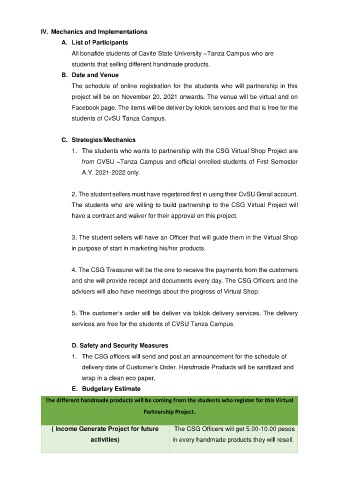 IV. Mechanics and Implementations
A. List of Participants
All bonafide students of Cavite State University –Tanza Campus who are
students that selling different handmade products.
B. Date and Venue
The schedule of online registration for the students who will partnership in this
project will be on November 20, 2021 onwards. The venue will be virtual and on
Facebook page. The items will be deliver by toktok services and that is free for the
students of CvSU Tanza Campus.
C. Strategies/Mechanics
1. The students who wants to partnership with the CSG Virtual Shop Project are
from CVSU –Tanza Campus and official enrolled students of First Semester
A.Y. 2021-2022 only.
2. The student sellers must have registered first in using their CvSU Gmail account.
The students who are willing to build partnership to the CSG Virtual Project will
have a contract and waiver for their approval on this project.
3. The student sellers will have an Officer that will guide them in the Virtual Shop
in purpose of start in marketing his/her products.
4. The CSG Treasurer will be the one to receive the payments from the customers
and she will provide receipt and documents every day. The CSG Officers and the
advisers will also have meetings about the progress of Virtual Shop.
5. The customer's order will be deliver via toktok delivery services. The delivery
services are free for the students of CVSU Tanza Campus.
D. Safety and Security Measures
1. The CSG officers will send and post an announcement for the schedule of
delivery date of Customer's Order. Handmade Products will be sanitized and
wrap in a clean eco paper.
E. Budgetary Estimate
The different handmade products will be coming from the students who register for this Virtual
Partnership Project.
( Income Generate Project for future
activities)
The CSG Officers will get 5.00-10.00 pesos
in every handmade products they will resell.